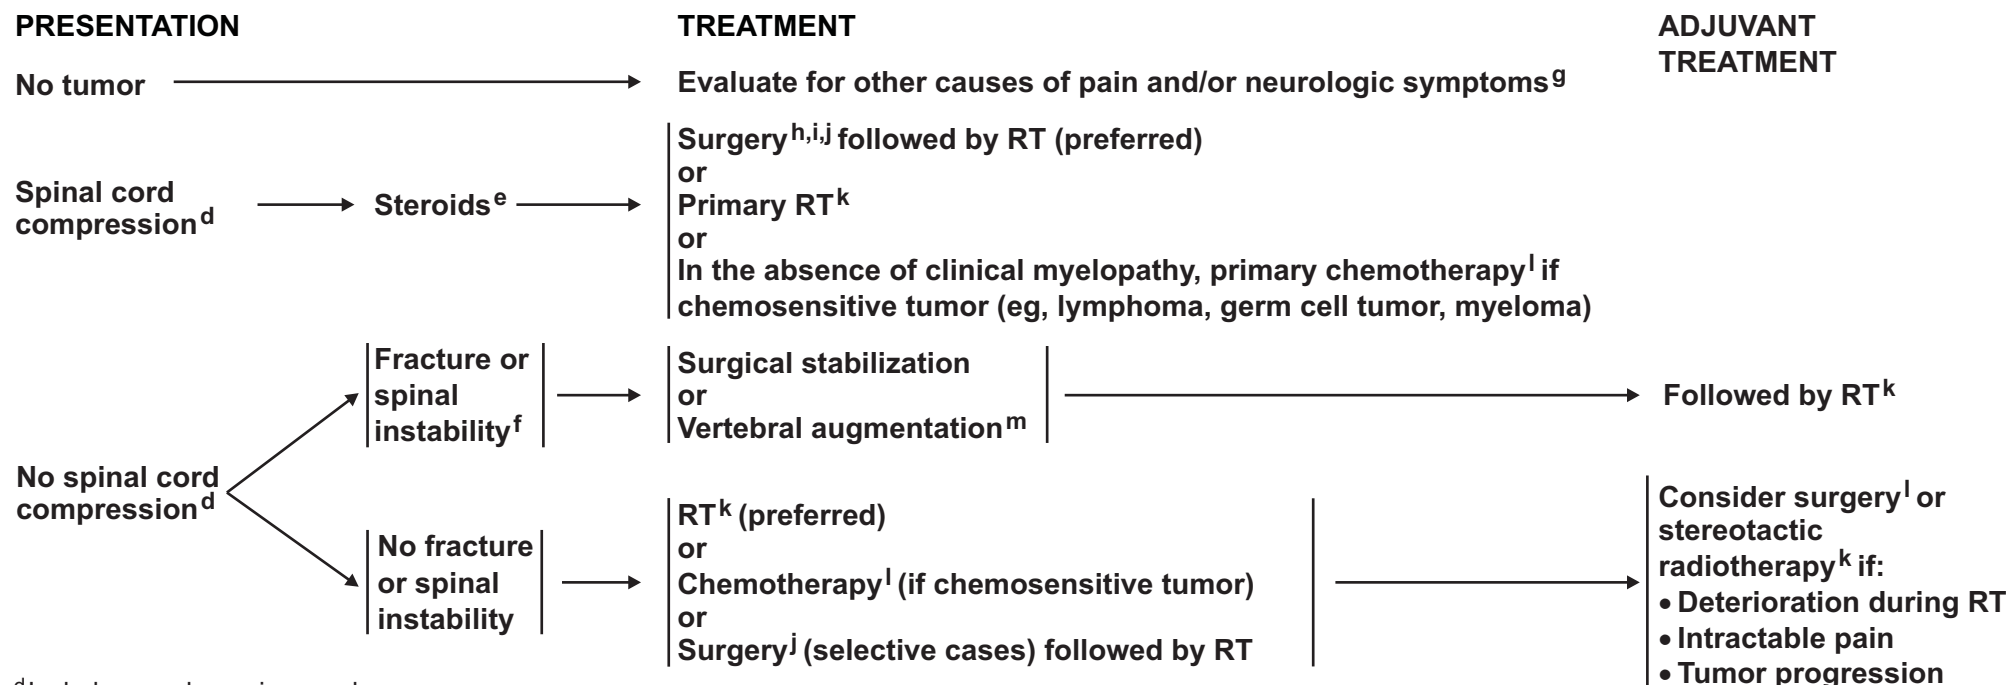 PRESENTATION
TREATMENT
ADJUVANT
TREATMENT
No tumor
Evaluate for other causes of pain and/or neurologic symptoms g
Spinal cord
compression d
Steroids e
Surgery h,i,j followed by RT (preferred)
or
Primary RT k
or
In the absence of clinical myelopathy, primary chemotherapy l if
chemosensitive tumor (eg, lymphoma, germ cell tumor, myeloma)
No spinal cord
compression d
Fracture or
spinal
instability f
Surgical stabilization
or
Vertebral augmentation m
Followed by RT k
No fracture
or spinal
instability
RT k (preferred)
or
Chemotherapy l (if chemosensitive tumor)
or
Surgery j (selective cases) followed by RT
Consider surgery l or
stereotactic
radiotherapy k if:
• Deterioration during RT
• Intractable pain
• Tumor progression